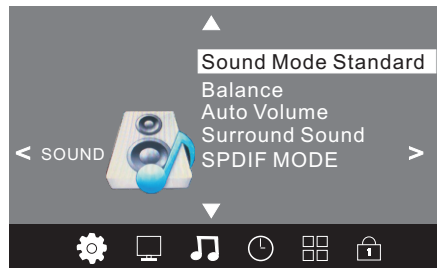 Sound Mode Standard
Balance
Auto Volume
Surround Sound
< SOUND
SPDIF MODE
>